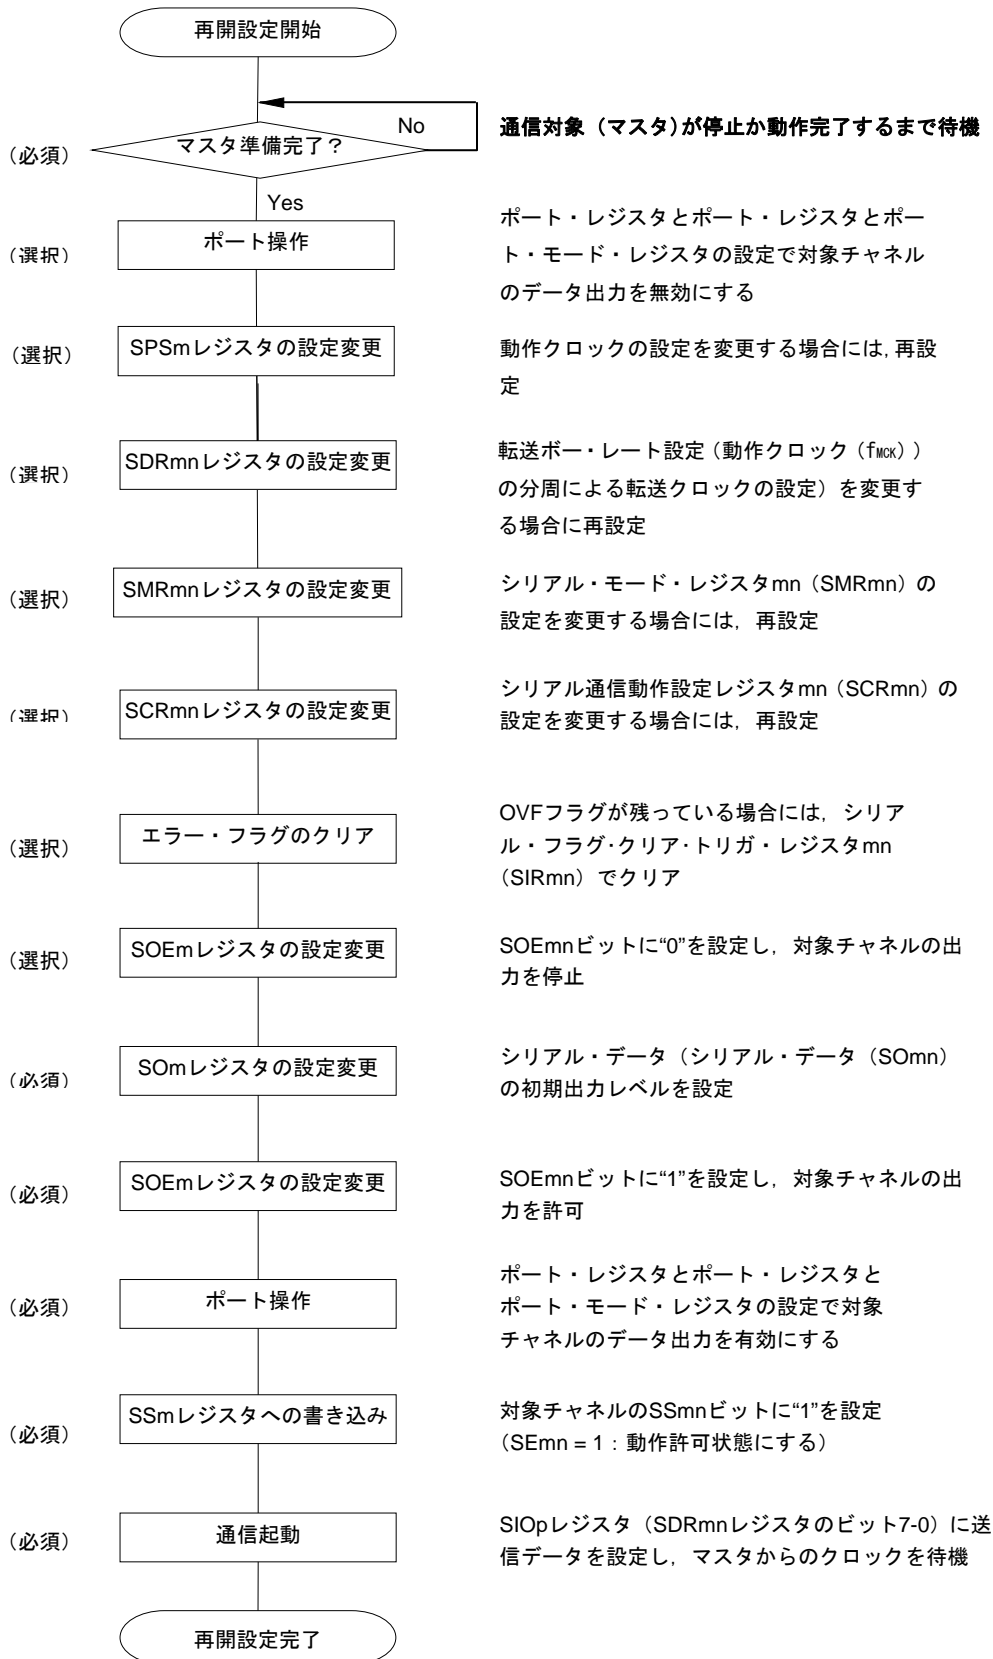 再開設定開始
No
通信対象（マスタ)が停止か動作完了するまで待機
（必須）
マスタ準備完了？
Yes
（選択）
ポート操作
ポート・レジスタとポート・レジスタとポー
ト・モード・レジスタの設定で対象チャネル
のデータ出力を無効にする
（選択）
SPSmレジスタの設定変更
動作クロックの設定を変更する場合には,再設
定
（選択）
SDRmnレジスタの設定変更
転送ボー・レート設定（動作クロック（fMCK））
の分周による転送クロックの設定）を変更す
る場合に再設定
（選択）
SMRmnレジスタの設定変更
シリアル・モード・レジスタmn（SMRmn）の
設定を変更する場合には，再設定
（選択）
SCRmnレジスタの設定変更
シリアル通信動作設定レジスタmn（SCRmn）の
設定を変更する場合には，再設定
（選択）
エラー・フラグのクリア
OVFフラグが残っている場合には，シリア
ル・フラグ･クリア･トリガ・レジスタmn
（SIRmn）でクリア
（選択）
SOEmレジスタの設定変更
SOEmnビットに“0”を設定し，対象チャネルの出
力を停止
（必須）
SOmレジスタの設定変更
シリアル・データ（シリアル・データ（SOmn）
の初期出力レベルを設定
（必須）
SOEmレジスタの設定変更
SOEmnビットに“1”を設定し，対象チャネルの出
力を許可
（必須）
ポート操作
ポート・レジスタとポート・レジスタと
ポート・モード・レジスタの設定で対象
チャネルのデータ出力を有効にする
（必須）
SSmレジスタへの書き込み
対象チャネルのSSmnビットに“1”を設定
（SEmn = 1：動作許可状態にする）
（必須）
通信起動
SIOpレジスタ（SDRmnレジスタのビット7-0）に送
信データを設定し，マスタからのクロックを待機
再開設定完了